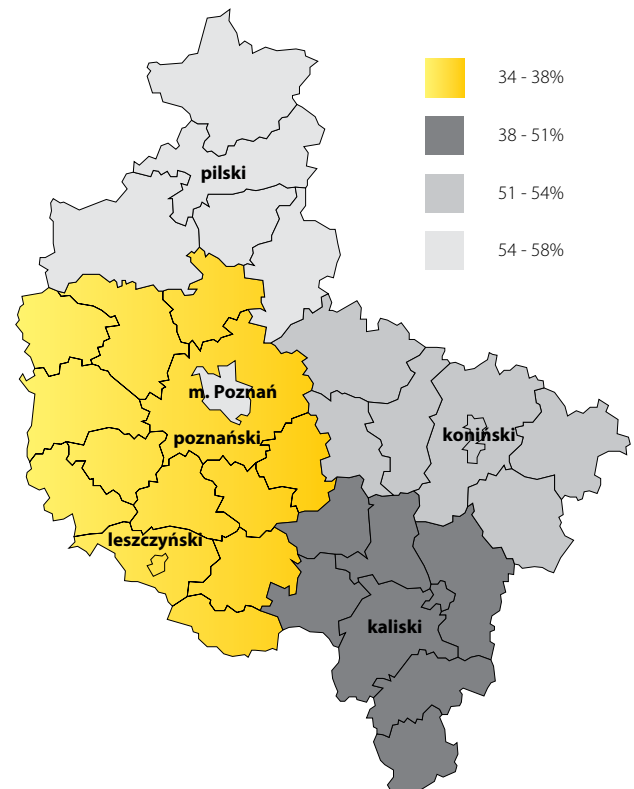 34 - 38%
38 - 51%
pilski
51 - 54%
54 - 58%
m. Poznań
poznański
koniński
leszczyński
kaliski